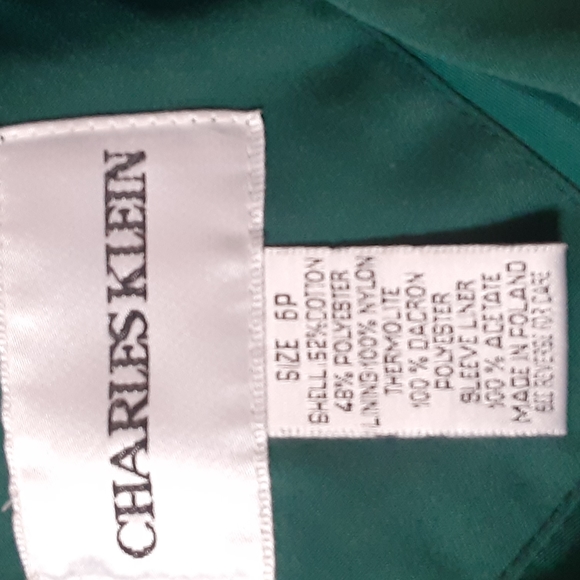 CHARLES KLEIN
SIZE 6P
SHELL:52%COTTON
48% POLYESTER
LINING:100% NYLON
THERMOLITE
100% DACRON
POLYESTER
SLEEVE LINER
100% ACETATE
MADE IN POLAND
SEE REVERSE FOR CARE